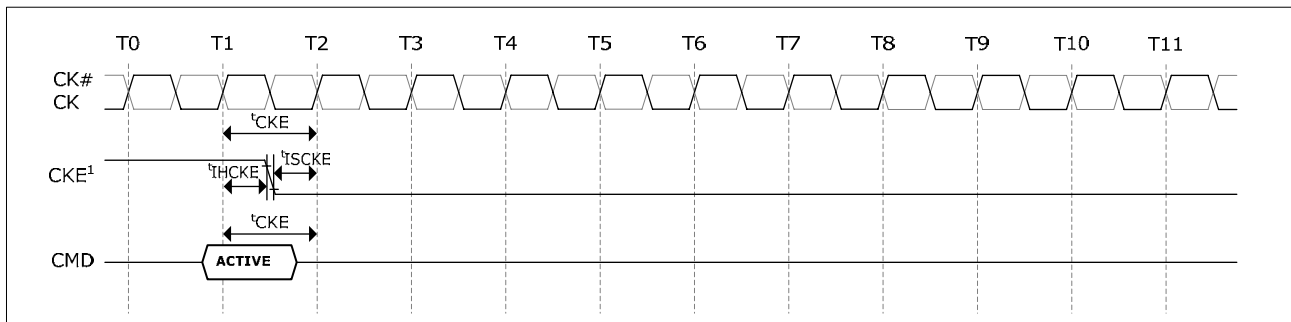 T0 T1 T2 T3 T4 T5 T6 T7 T8 T9 T10 T11
CK#
CK
tCKE
CKE1
tISCKE
tIHCKE
tCKE
CMD
ACTIVE